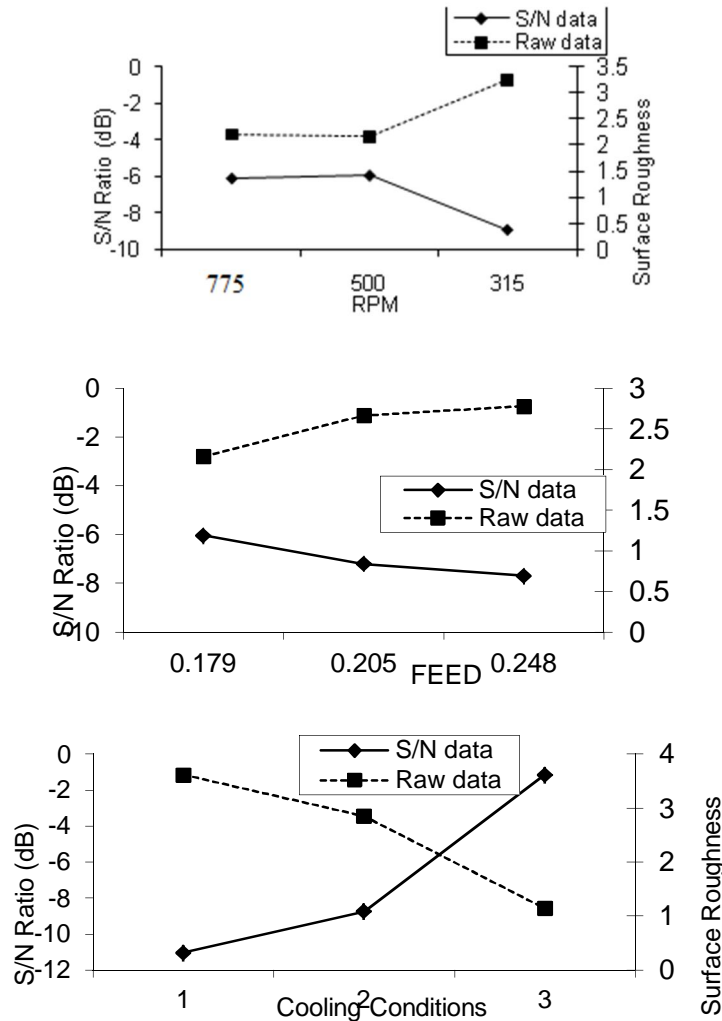 S/N data
Raw data
0
-2
-4
-6
-8
-10
S/N Ratio (dB)
3.5
3
2.5
2
1.5
1
0.5
0
Surface Roughness
775 500 315
RPM
0
-2
-4
-6
-8
-10
S/N Ratio (dB)
3
2.5
2
1.5
1
0.5
0
S/N data
Raw data
0.179 0.205 0.248
FEED
S/N data
Raw data
0
-2
-4
-6
-8
-10
-12
S/N Ratio (dB)
4
3
2
1
0
Surface Roughness
1 2 3
Cooling Conditions